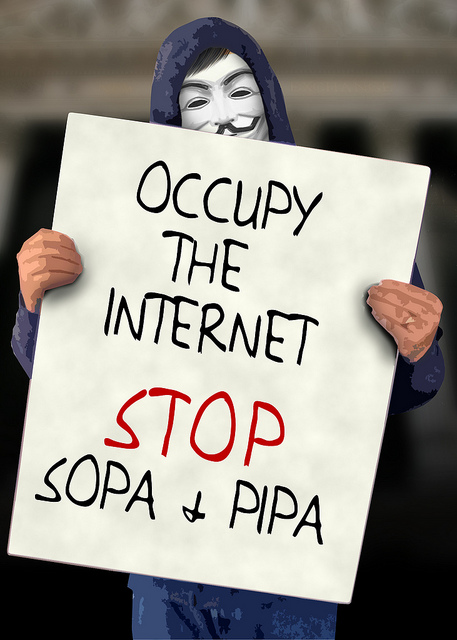 OCCUPY
THE
INTERNET
STOP
SOPA & PIPA